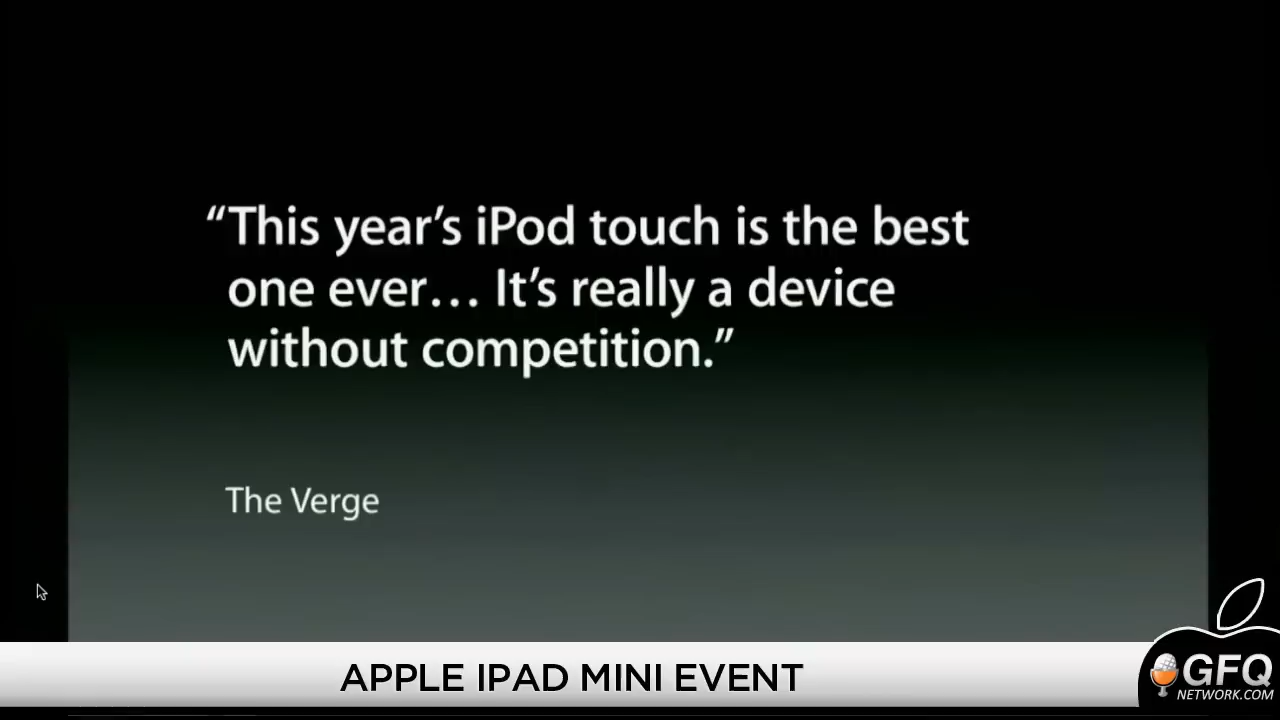 “This year’s iPod touch is the best
one ever… It’s really a device
without competition.”
The Verge
APPLE IPAD MINI EVENT
GFQ
NETWORK.COM